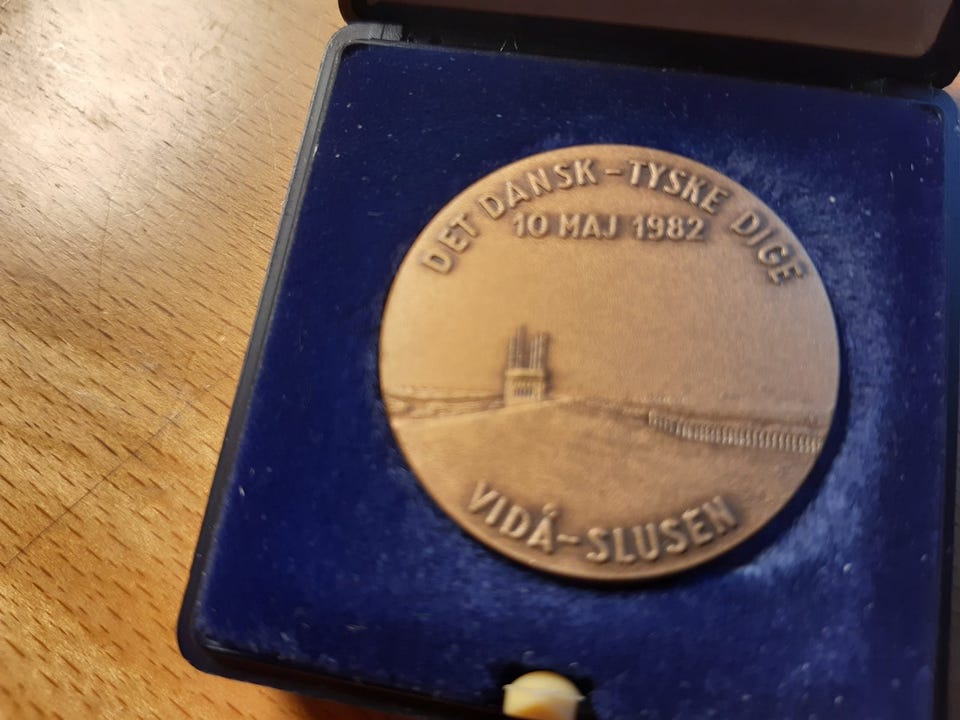 DET DANSK-TYSKE DIGE
10 MAJ 1982
VIDÅ-SLUSEN